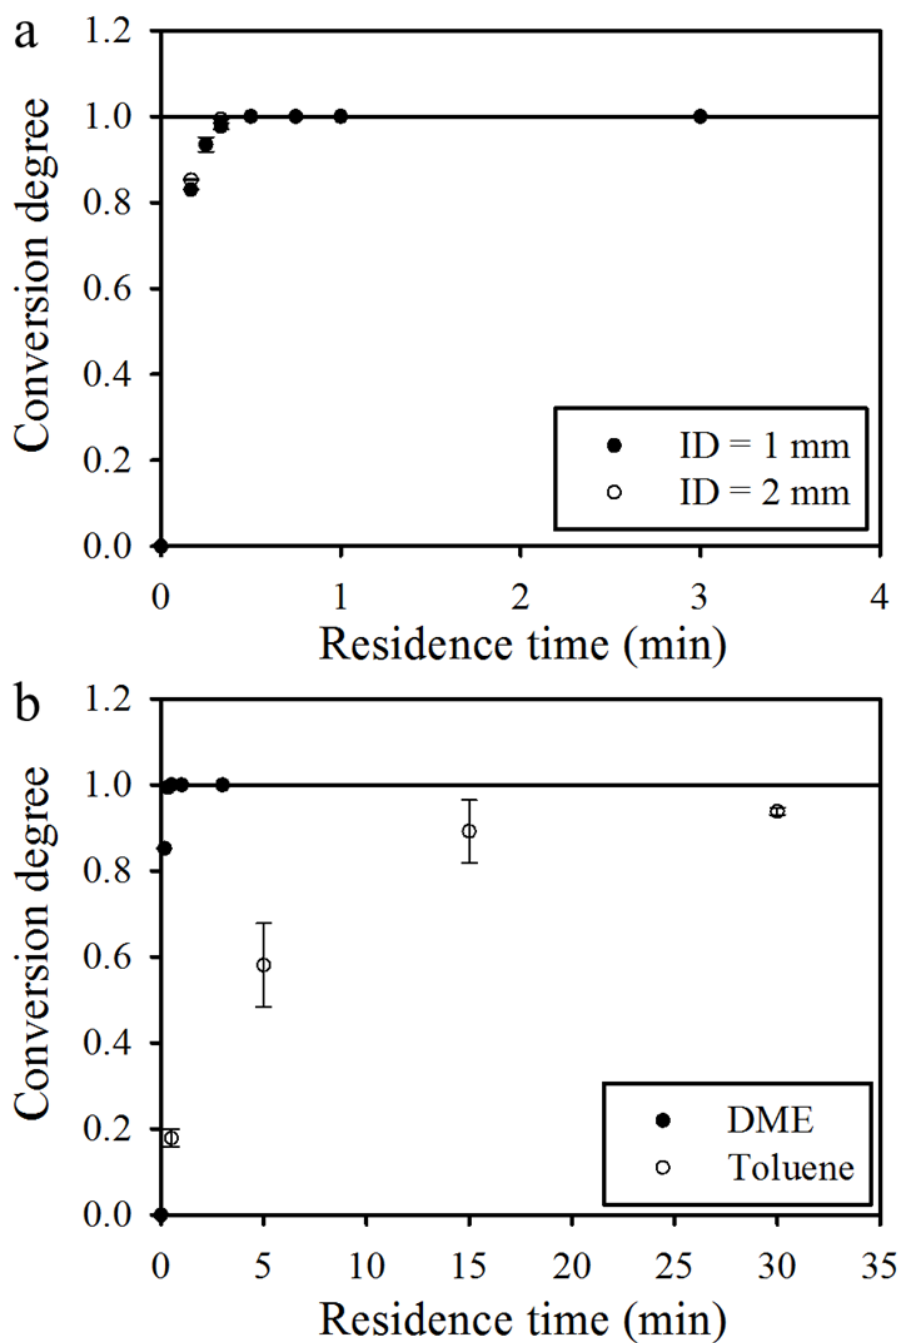 a
1.2
1.0
0.8
0.6
0.4
0.2
0.0
Conversion degree
ID = 1 mm
ID = 2 mm
0 1 2 3 4
Residence time (min)
b
1.2
1.0
0.8
0.6
0.4
0.2
0.0
Conversion degree
DME
Toluene
0 5 10 15 20 25 30 35
Residence time (min)